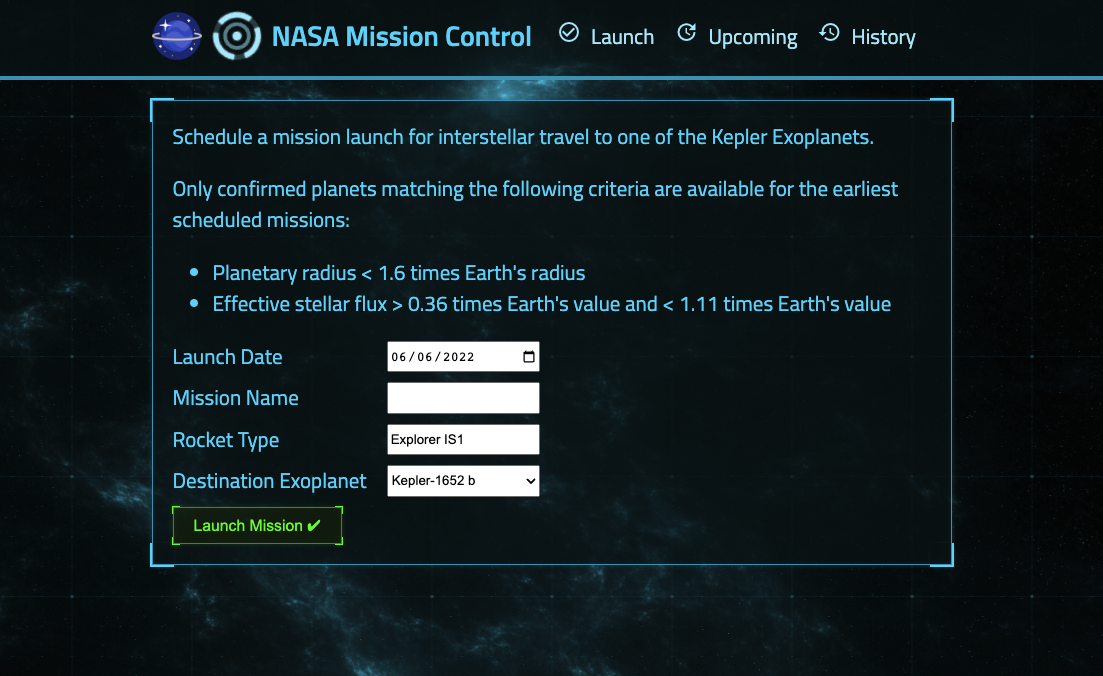 NASA Mission Control
Launch
Upcoming
History
Schedule a mission launch for interstellar travel to one of the Kepler Exoplanets.
Only confirmed planets matching the following criteria are available for the earliest
scheduled missions:
• Planetary radius < 1.6 times Earth's radius
• Effective stellar flux > 0.36 times Earth's value and < 1.11 times Earth's value
Launch Date 06/06/2022
Mission Name
Rocket Type Explorer IS1
Destination Exoplanet Kepler-1652 b
Launch Mission ✔